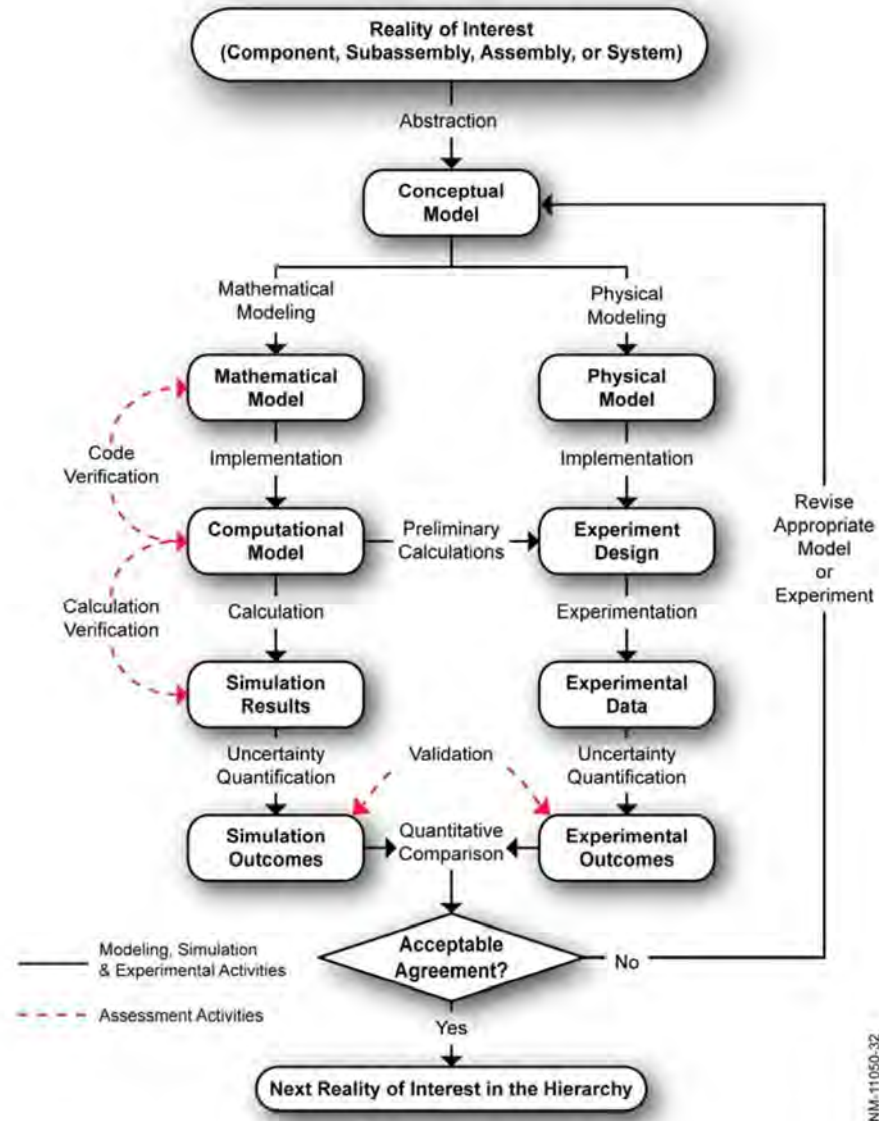 Reality of Interest
(Component, Subassembly, Assembly, or System)
Abstraction
Conceptual
Model
Mathematical
Modeling
Physical
Modeling
Mathematical
Model
Physical
Model
Code
Verification
Implementation
Implementation
Computational
Model
Preliminary
Calculations
Experiment
Design
Revise
Appropriate
Model
or
Experiment
Calculation
Verification
Calculation
Experimentation
Simulation
Results
Experimental
Data
Uncertainty
Quantification
Validation
Uncertainty
Quantification
Simulation
Outcomes
Quantitative
Comparison
Experimental
Outcomes
Acceptable
Agreement?
No
Modeling, Simulation
& Experimental Activities
Assessment Activities
Yes
Next Reality of Interest in the Hierarchy
NM-11050-32